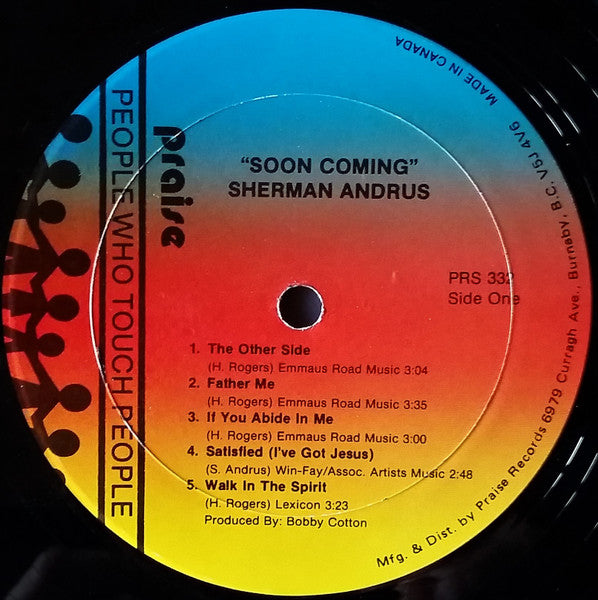 praise
PEOPLE WHO TOUCH PEOPLE
"SOON COMING"
SHERMAN ANDRUS
PRS 332
Side One
1. The Other Side
(H. Rogers) Emmaus Road Music 3:04
2. Father Me
(H. Rogers) Emmaus Road Music 3:35
3. If You Abide In Me
(H. Rogers) Emmaus Road Music 3:00
4. Satisfied (I've Got Jesus)
(S. Andrus) Win-Fay/Assoc. Artists Music 2:48
5. Walk In The Spirit
(H. Rogers) Lexicon 3:23
Produced By: Bobby Cotton
Mfg. & Dist. by Praise Records 6979 Curragh Ave., Burnaby, B.C. V5J 4V6
MADE IN CANADA